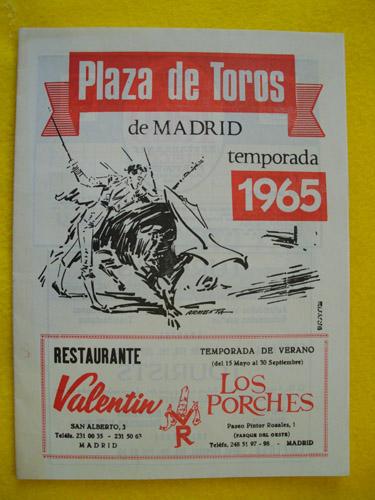 Plaza de Toros
de MADRID
temporada
1965
RESTAURANTE
Valentin
SAN ALBERTO, 3
Teléfs. 231 00 35 - 231 50 63
MADRID
VR
TEMPORADA DE VERANO
(del 15 Mayo al 30 Septiembre)
LOS
PORCHES
Paseo Pintor Rosales, 1
(PARQUE DEL OESTE)
Teléfs. 248 51 97 - 98 - MADRID